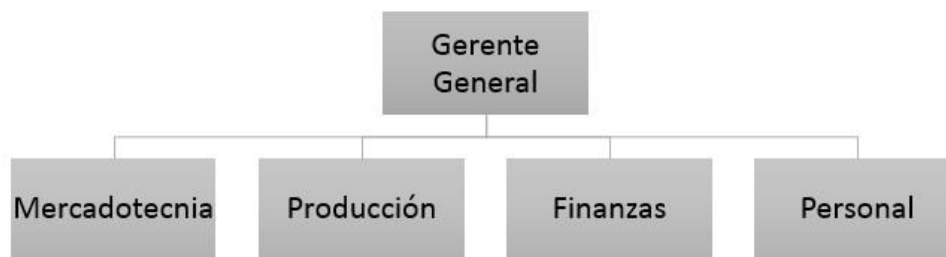 Gerente
General
Mercadotecnia
Producción
Finanzas
Personal